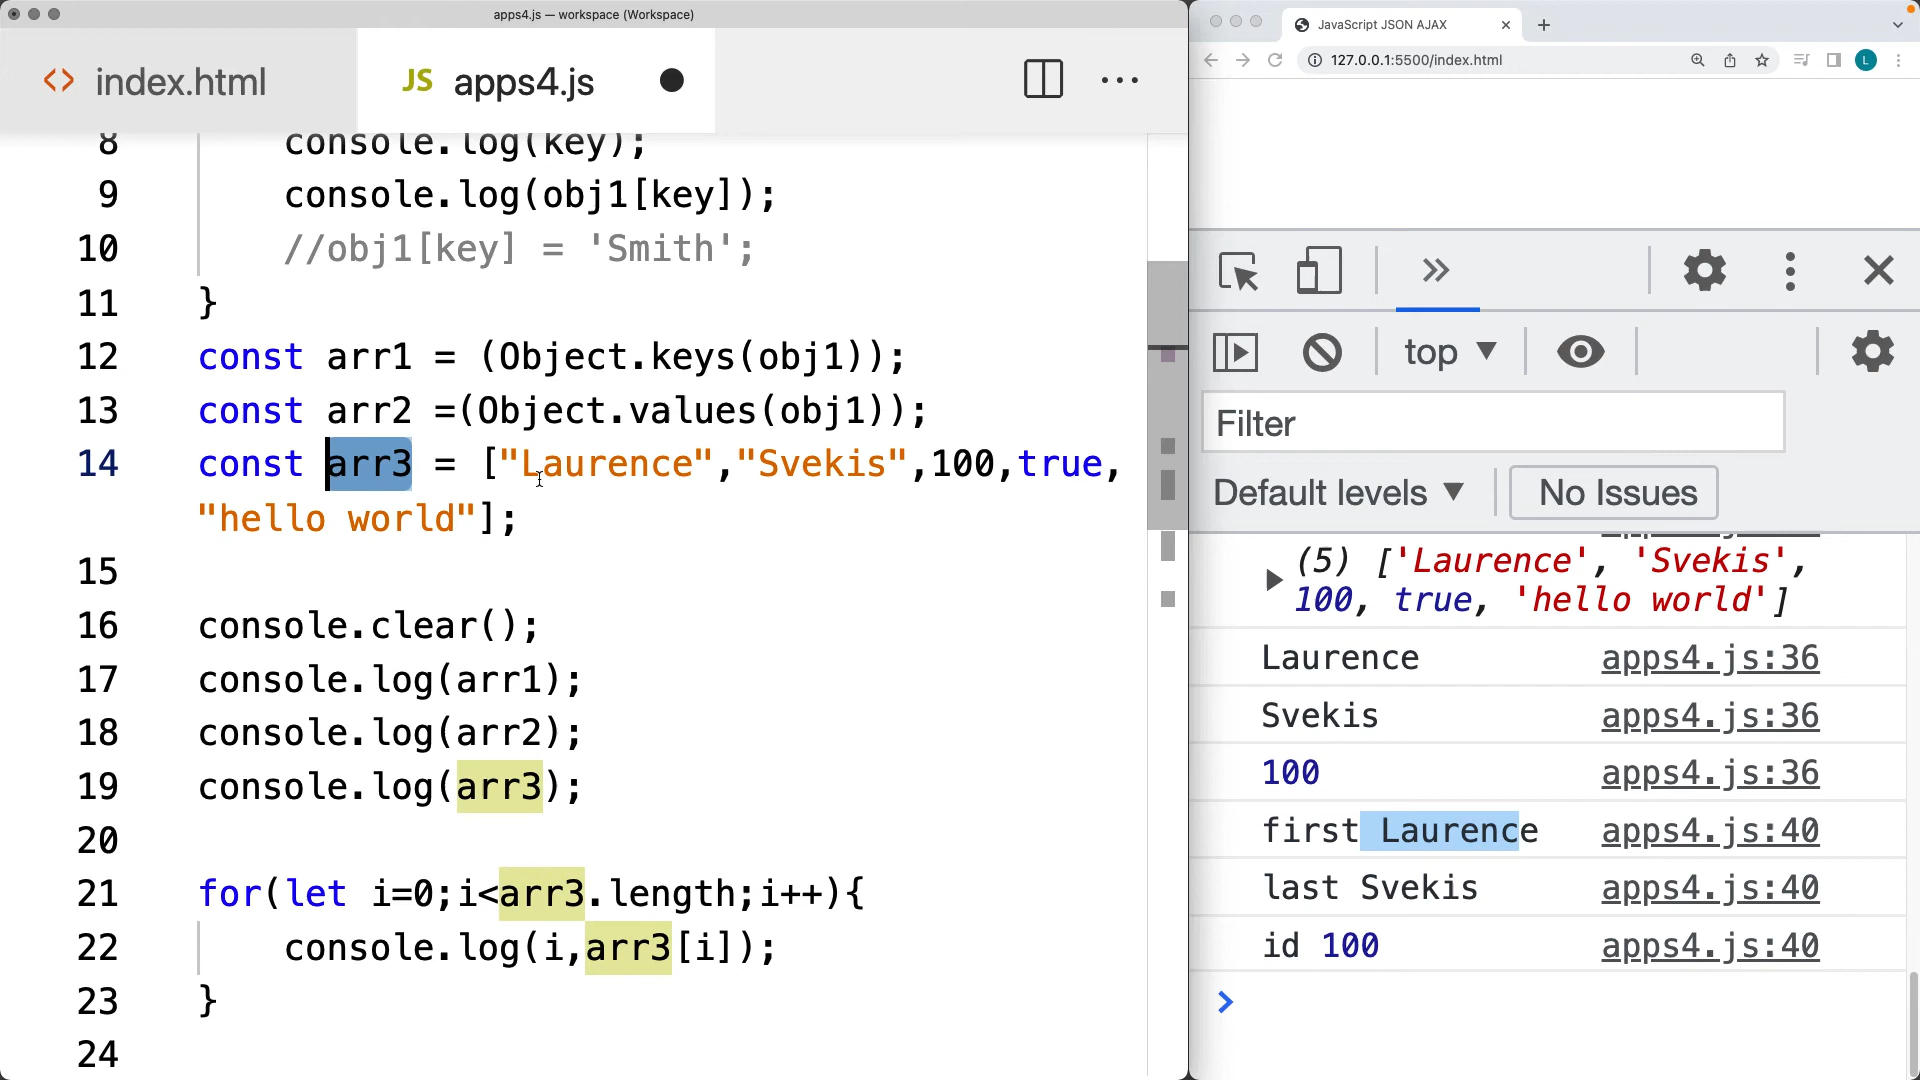 apps4.js — workspace (Workspace)
index.html
JS apps4.js
8 console.log(key);
9 console.log(obj1[key]);
10 //obj1[key] = 'Smith';
11 }
12 const arr1 = (Object.keys(obj1));
13 const arr2 =(Object.values(obj1));
14 const arr3 = ["Laurence","Svekis",100,true,
"hello world"];
15
16 console.clear();
17 console.log(arr1);
18 console.log(arr2);
19 console.log(arr3);
20
21 for(let i=0;i<arr3.length;i++){
22 console.log(i,arr3[i]);
23 }
24
JavaScript JSON AJAX
127.0.0.1:5500/index.html
L
top
Filter
Default levels
No Issues
(5) ['Laurence', 'Svekis',
100, true, 'hello world']
Laurence apps4.js:36
Svekis apps4.js:36
100 apps4.js:36
first Laurence apps4.js:40
last Svekis apps4.js:40
id 100 apps4.js:40